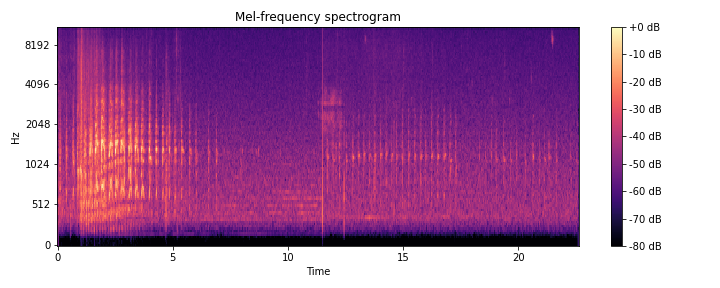 Mel-frequency spectrogram
Hz
8192
4096
2048
1024
512
0
0 5 10 15 20
Time
+0 dB
-10 dB
-20 dB
-30 dB
-40 dB
-50 dB
-60 dB
-70 dB
-80 dB